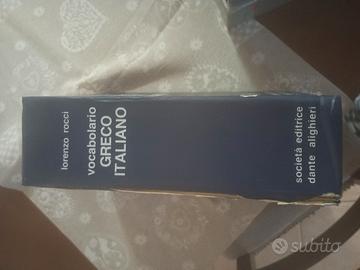 lorenzo rocci
vocabolario
GRECO
ITALIANO
società editrice
dante alighieri
subito